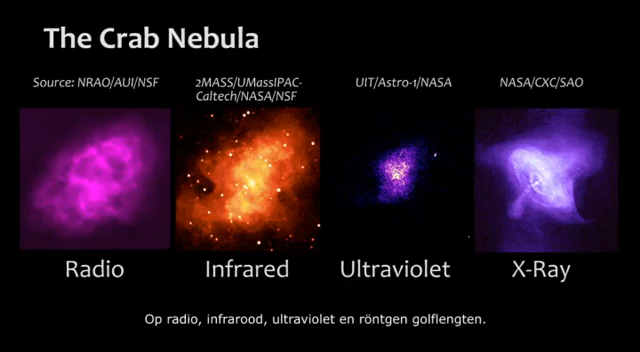 The Crab Nebula
Source: NRAO/AUI/NSF
2MASS/UMassIPAC-
Caltech/NASA/NSF
UIT/Astro-1/NASA
NASA/CXC/SAO
Radio
Infrared
Ultraviolet
X-Ray
Op radio, infrarood, ultraviolet en röntgen golflengten.